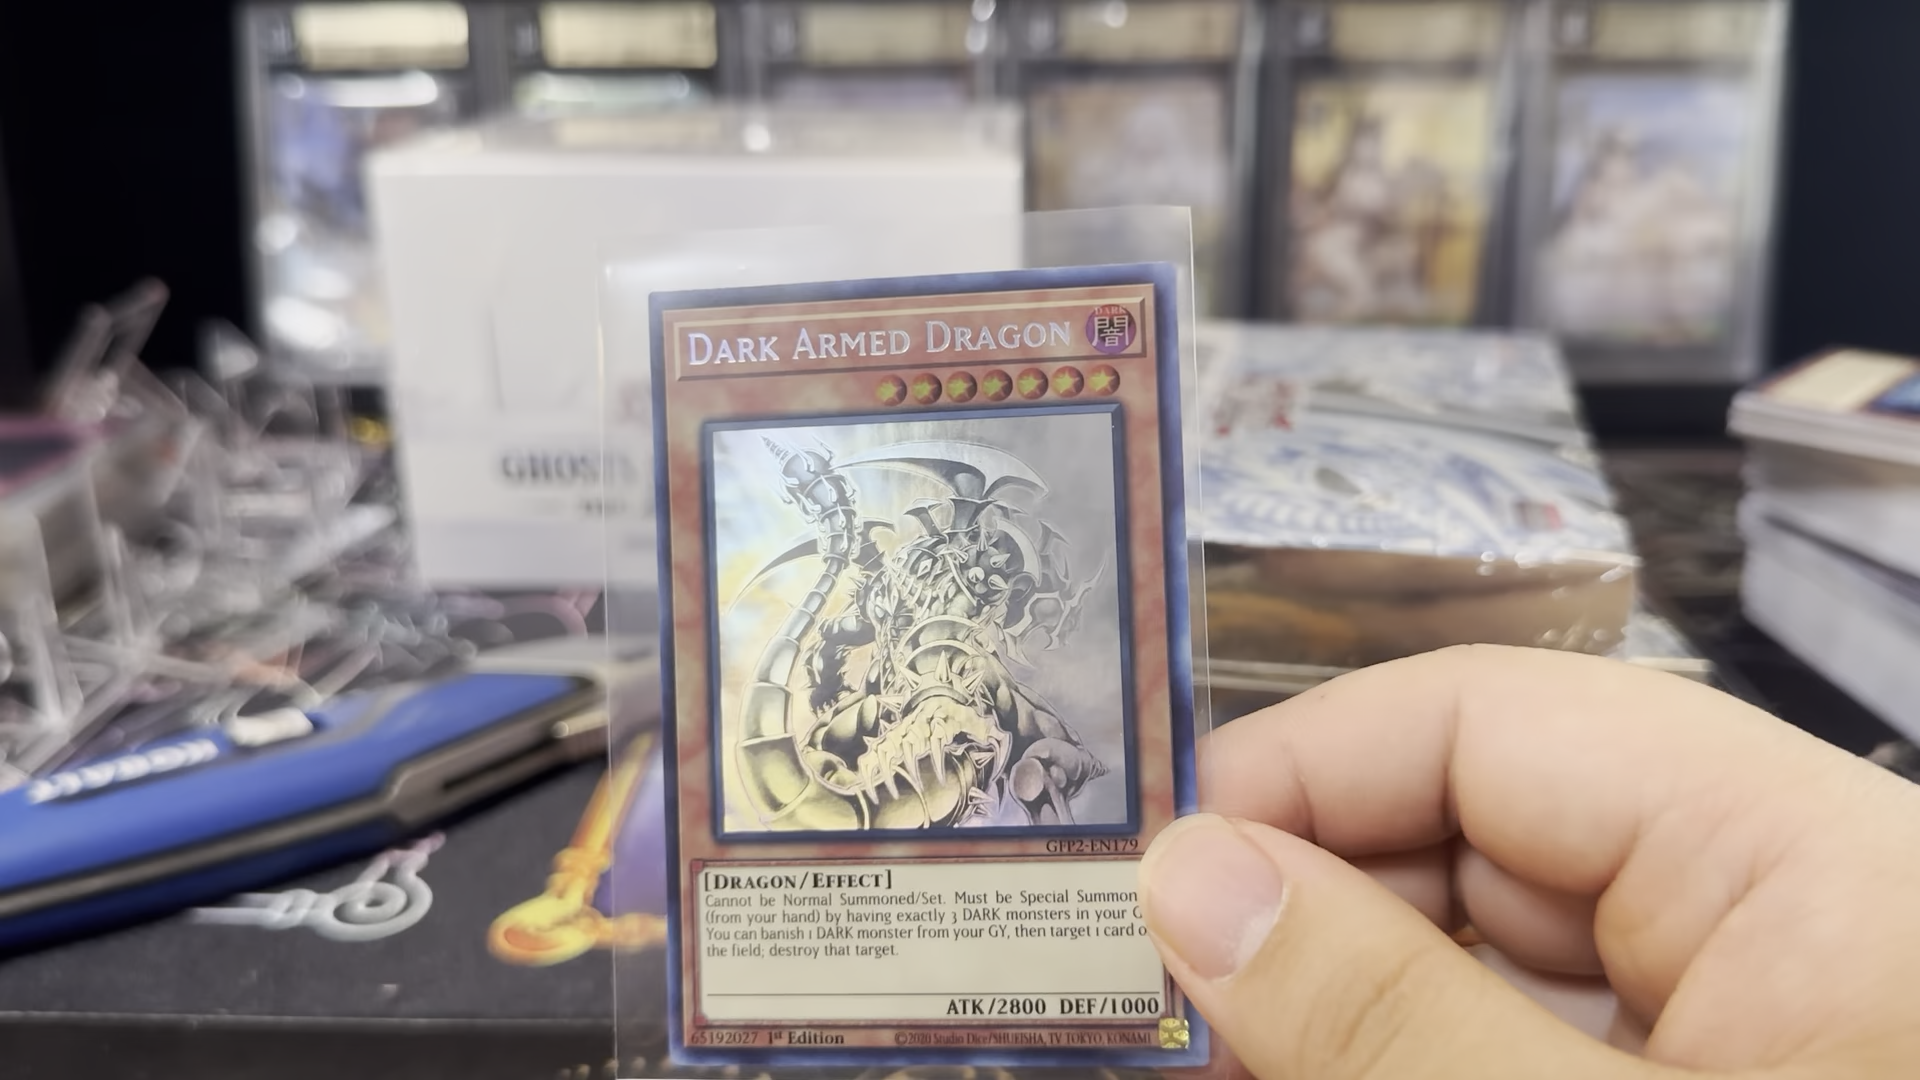 GHOSTS
DARK ARMED DRAGON
DARK
闇
GFP2-EN179
[DRAGON/EFFECT]
Cannot be Normal Summoned/Set. Must be Special Summon
(from your hand) by having exactly 3 DARK monsters in your
You can banish 1 DARK monster from your GY, then target 1 card
the field; destroy that target.
ATK/2800 DEF/1000
65192027 1st Edition
©2020 Studio Dice/SHUEISHA, TV TOKYO, KONAMI
KOBALT